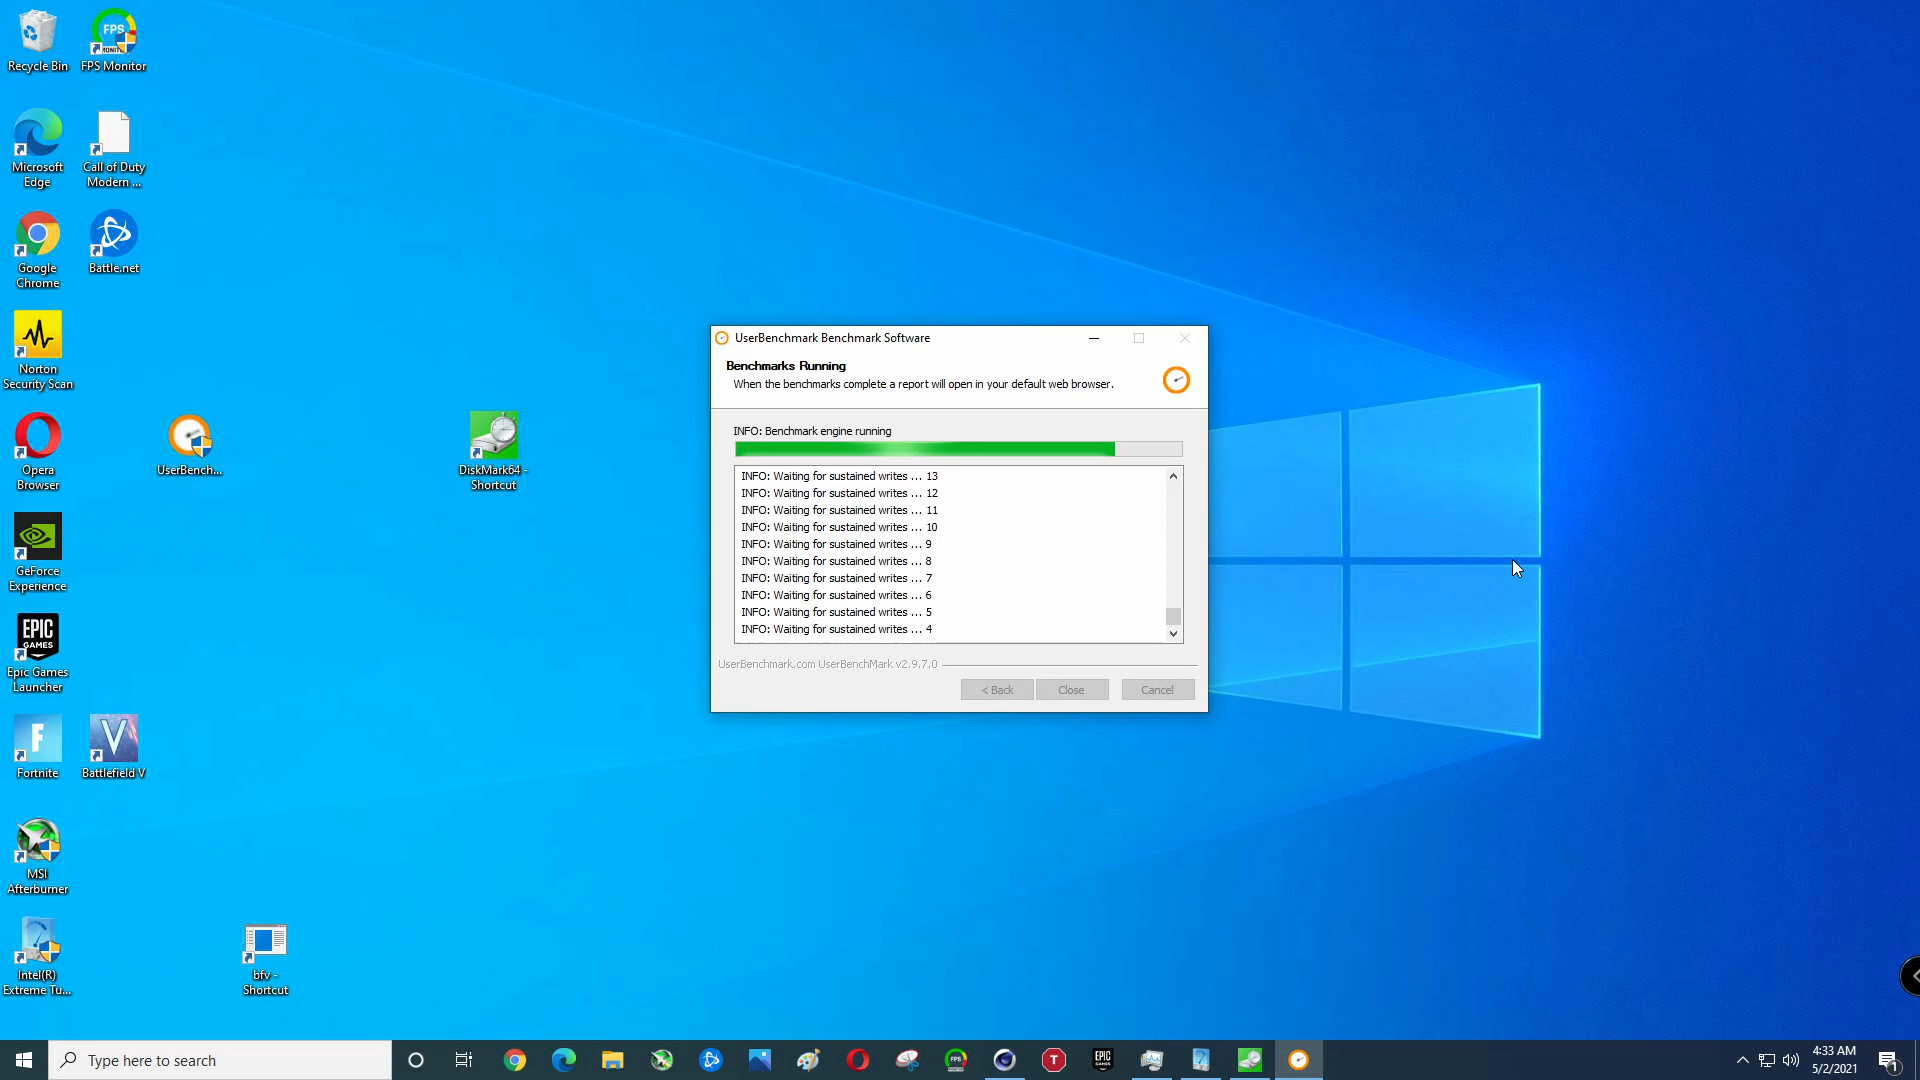 Recycle Bin
FPS Monitor
Microsoft
Edge
Call of Duty
Modern ...
Google
Chrome
Battle.net
Norton
Security Scan
Opera
Browser
UserBench...
DiskMark64 -
Shortcut
GeForce
Experience
EPIC
GAMES
Epic Games
Launcher
Fortnite
Battlefield V
MSI
Afterburner
Intel(R)
Extreme Tu...
bfv -
Shortcut
UserBenchmark Benchmark Software
Benchmarks Running
When the benchmarks complete a report will open in your default web browser.
INFO: Benchmark engine running
INFO: Waiting for sustained writes ... 13
INFO: Waiting for sustained writes ... 12
INFO: Waiting for sustained writes ... 11
INFO: Waiting for sustained writes ... 10
INFO: Waiting for sustained writes ... 9
INFO: Waiting for sustained writes ... 8
INFO: Waiting for sustained writes ... 7
INFO: Waiting for sustained writes ... 6
INFO: Waiting for sustained writes ... 5
INFO: Waiting for sustained writes ... 4
UserBenchmark.com UserBenchMark v2.9.7.0
< Back
Close
Cancel
Type here to search
4:33 AM
5/2/2021
1